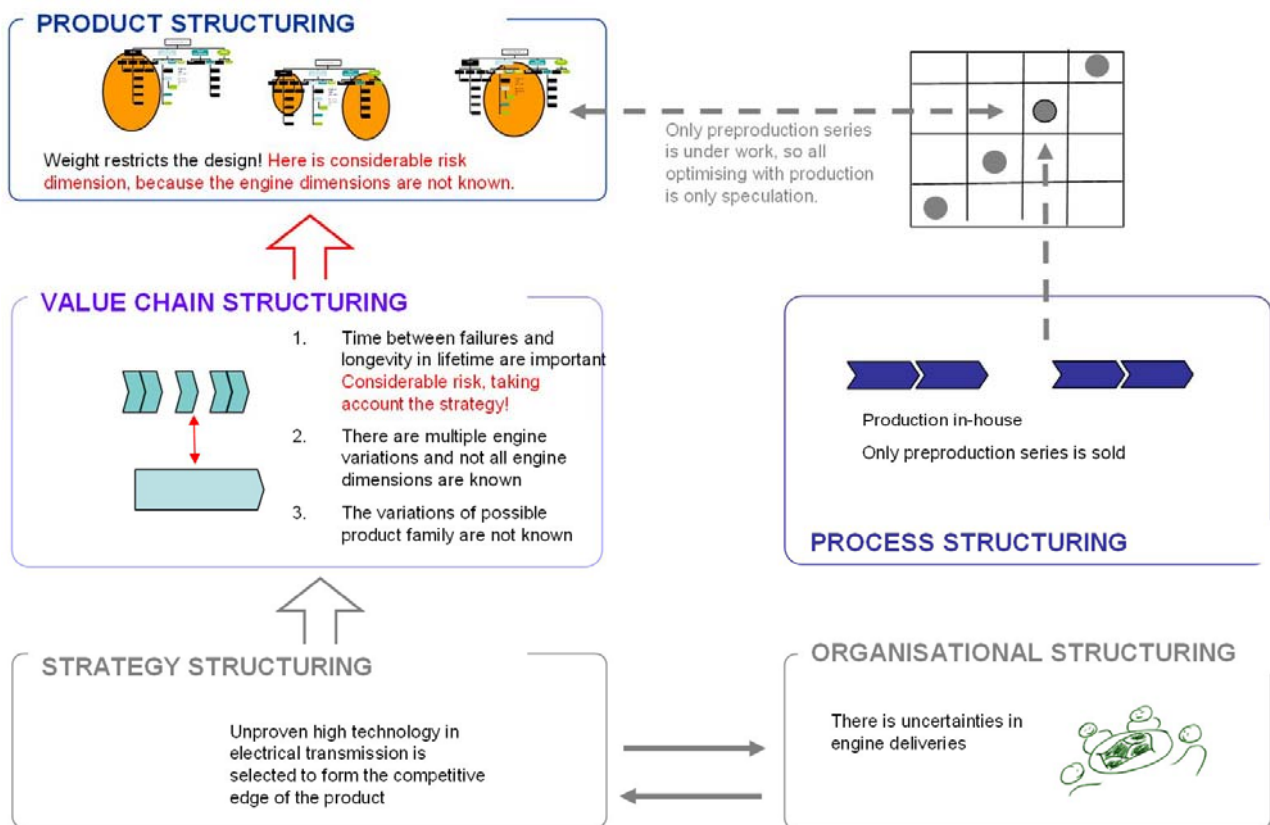 PRODUCT STRUCTURING
Weight restricts the design! Here is considerable risk
dimension, because the engine dimensions are not known.
Only preproduction series
is under work, so all
optimising with production
is only speculation.
VALUE CHAIN STRUCTURING
1. Time between failures and
longevity in lifetime are important
Considerable risk, taking
account the strategy!
2. There are multiple engine
variations and not all engine
dimensions are known
3. The variations of possible
product family are not known
Production in-house
Only preproduction series is sold
PROCESS STRUCTURING
STRATEGY STRUCTURING
Unproven high technology in
electrical transmission is
selected to form the competitive
edge of the product
ORGANISATIONAL STRUCTURING
There is uncertainties in
engine deliveries